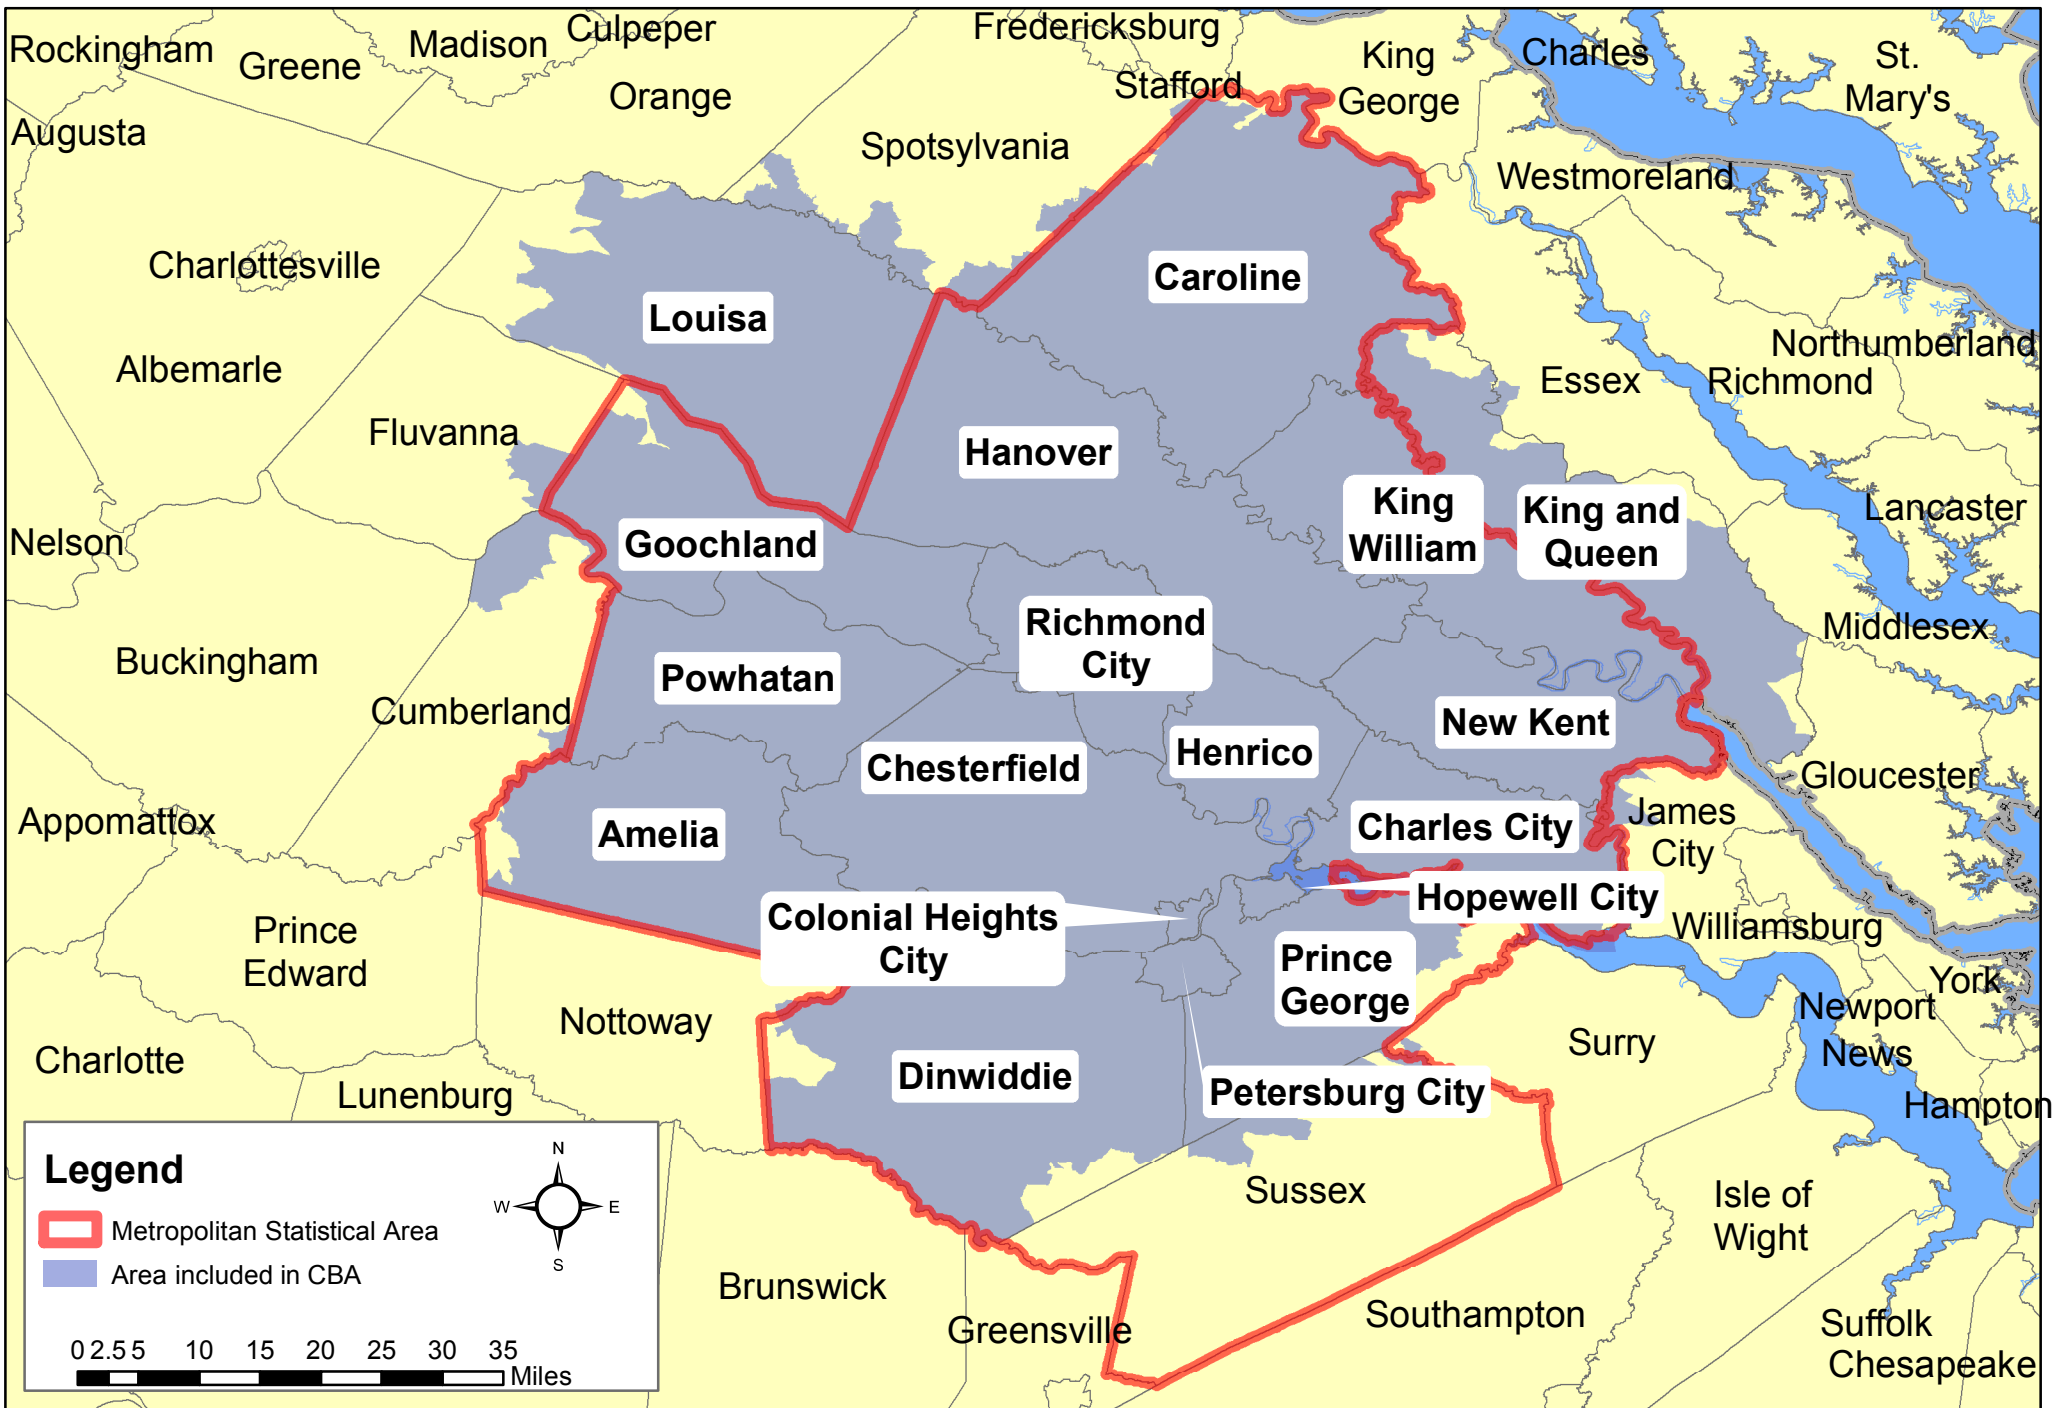 Rockingham
Greene
Madison
Culpeper
Orange
Fredericksburg
Stafford
King
George
Charles
St.
Mary's
Augusta
Spotsylvania
Westmoreland
Charlottesville
Louisa
Caroline
Northumberland
Albemarle
Essex
Richmond
Fluvanna
Hanover
Nelson
Goochland
King
William
King and
Queen
Lancaster
Richmond
City
Middlesex
Buckingham
Powhatan
Cumberland
New Kent
Henrico
Chesterfield
Gloucester
Appomattox
Amelia
Charles City
James
City
Hopewell City
Colonial Heights
City
Williamsburg
Prince
Edward
Prince
George
York
Newport
News
Nottoway
Surry
Charlotte
Dinwiddie
Lunenburg
Petersburg City
Hampton
Sussex
Isle of
Wight
Brunswick
Greensville
Southampton
Suffolk
Chesapeake
Legend
N
W
E
S
Metropolitan Statistical Area
Area included in CBA
0 2.5 5 10 15 20 25 30 35
Miles